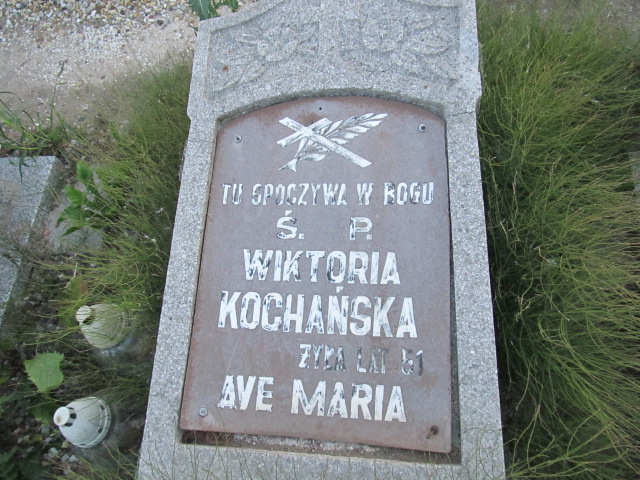 TU SPOCZYWA W BOGU
Ś. P.
WIKTORIA
KOCHAŃSKA
ŻYŁA LAT 51
AVE MARIA